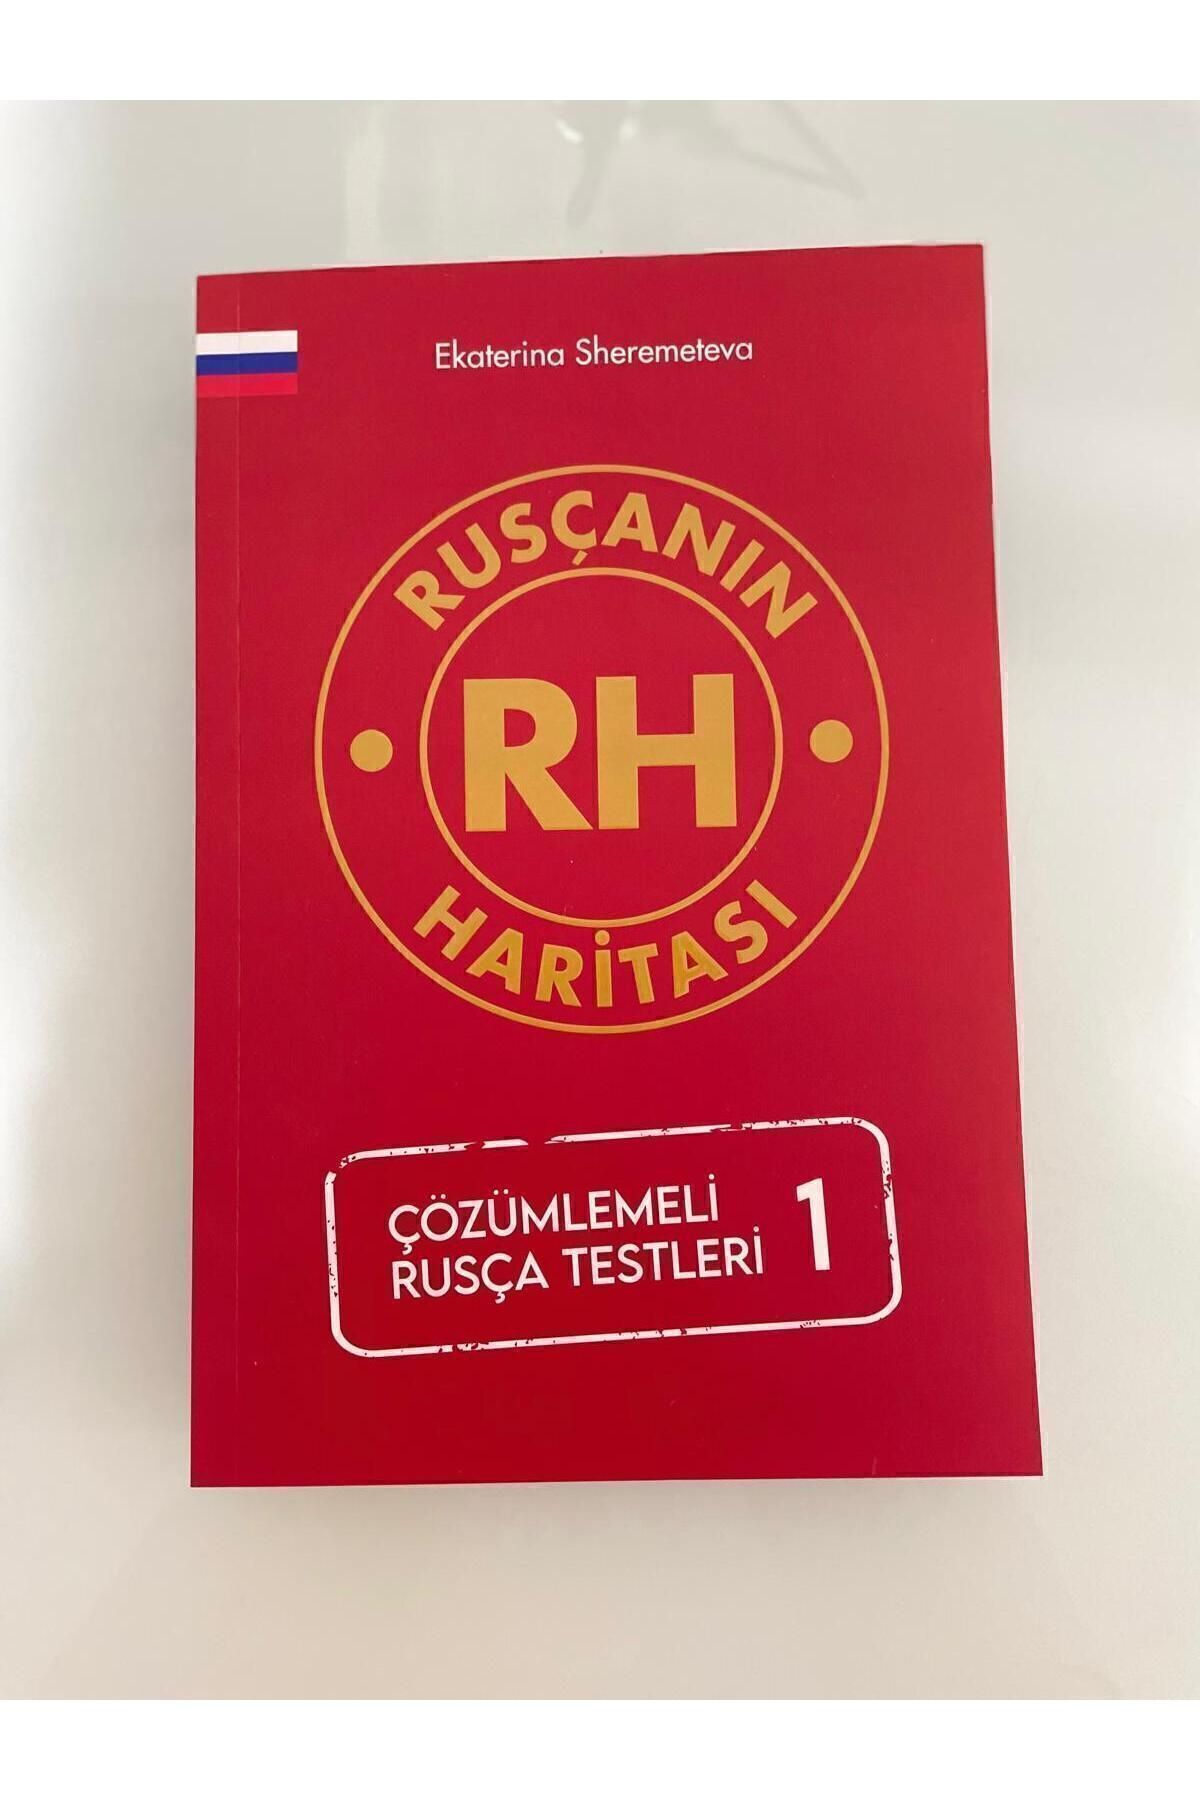 Ekaterina Sheremeteva
RUSÇANIN
RH
HARİTASI
ÇÖZÜMLEMELİ
RUSÇA TESTLERİ 1